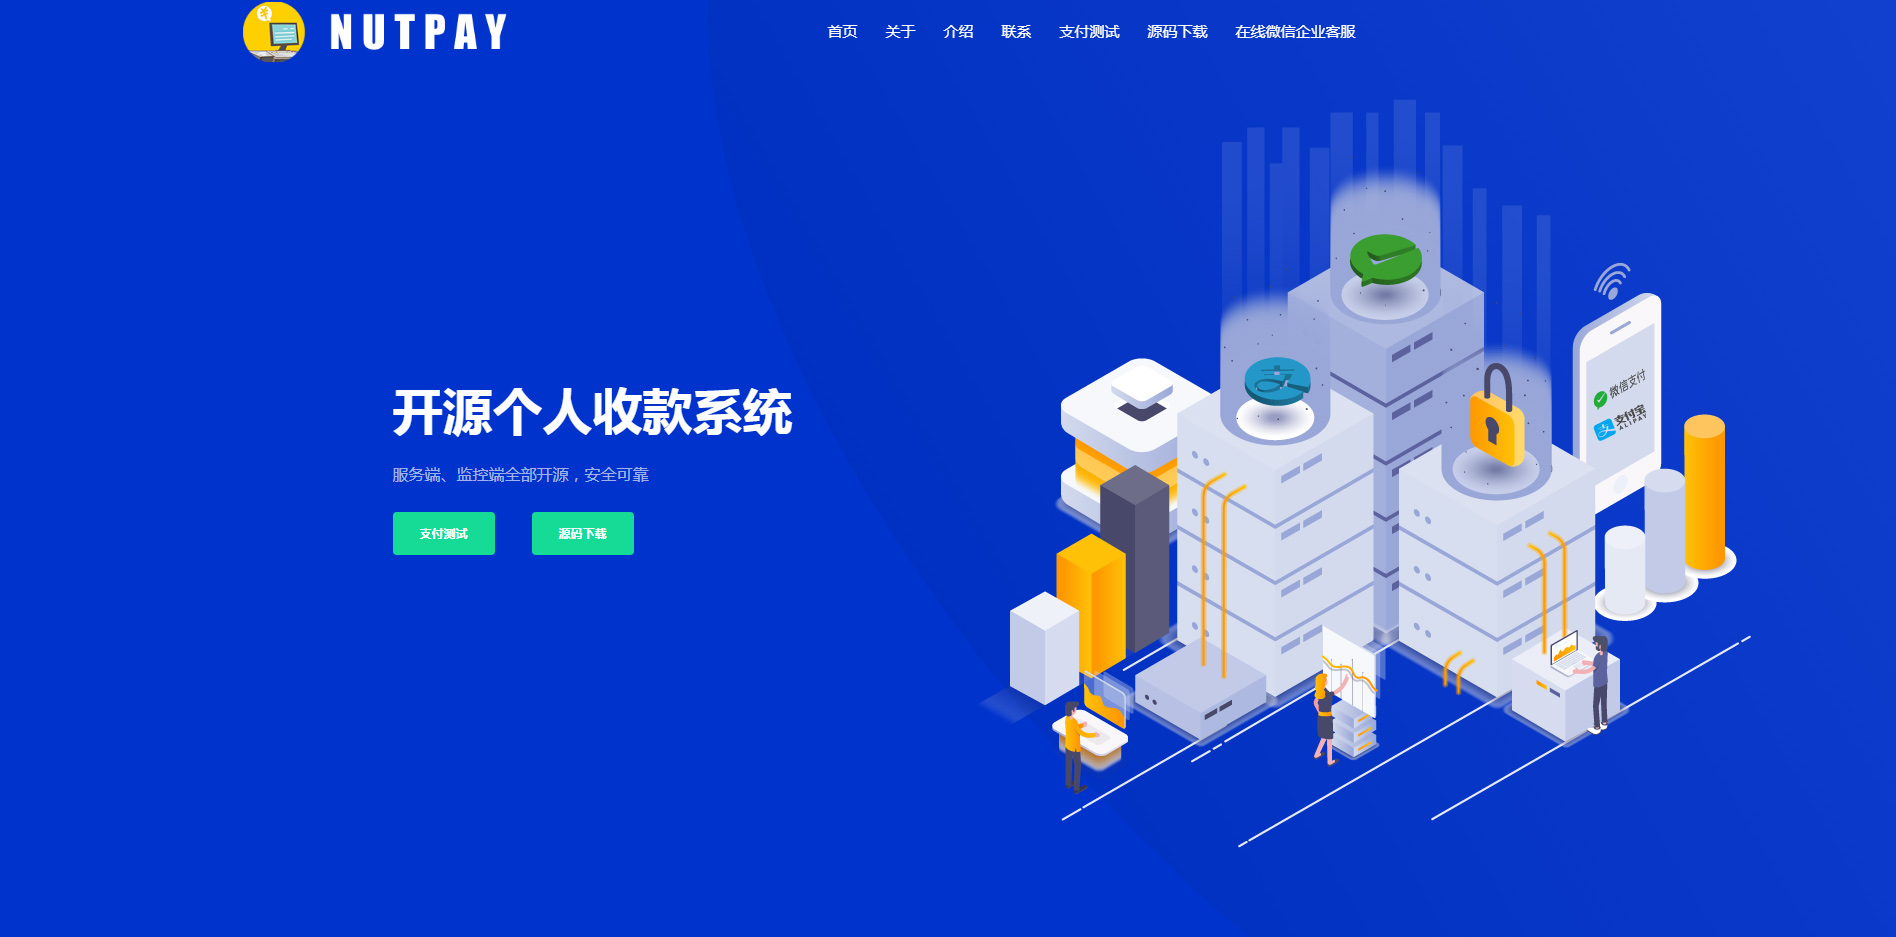 NUTPAY
首页 关于 介绍 联系 支付测试 源码下载 在线微信企业客服
微信支付
支付宝
ALIPAY
开源个人收款系统
服务端、监控端全部开源，安全可靠
支付测试 源码下载